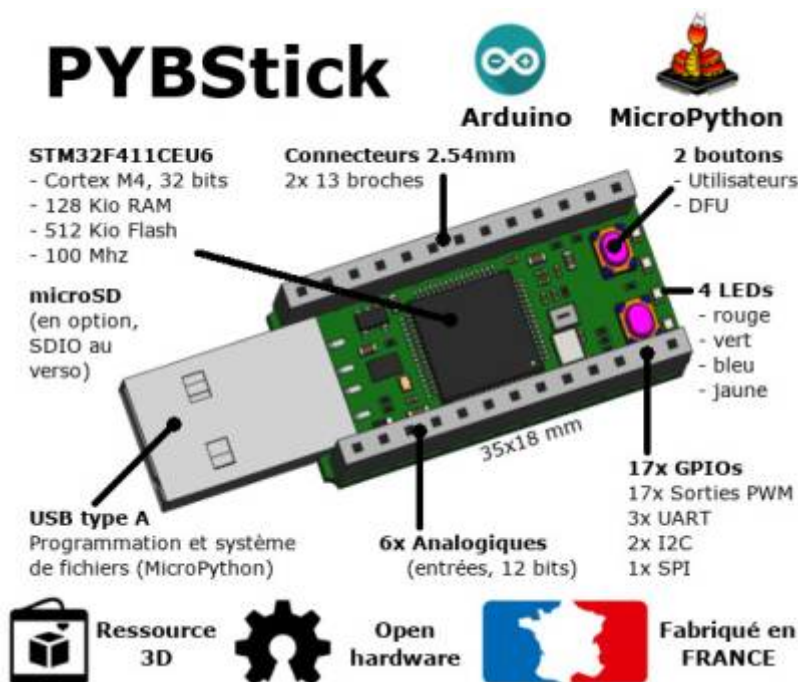 PYBStick
Arduino
MicroPython
STM32F411CEU6
- Cortex M4, 32 bits
- 128 Kio RAM
- 512 Kio Flash
- 100 Mhz
Connecteurs 2.54mm
2x 13 broches
2 boutons
- Utilisateurs
- DFU
microSD
(en option,
SDIO au
verso)
4 LEDs
- rouge
- vert
- bleu
- jaune
35x18 mm
USB type A
Programmation et système
de fichiers (MicroPython)
6x Analogiques
(entrées, 12 bits)
17x GPIOs
17x Sorties PWM
3x UART
2x I2C
1x SPI
Ressource
3D
Open
hardware
Fabriqué en
FRANCE